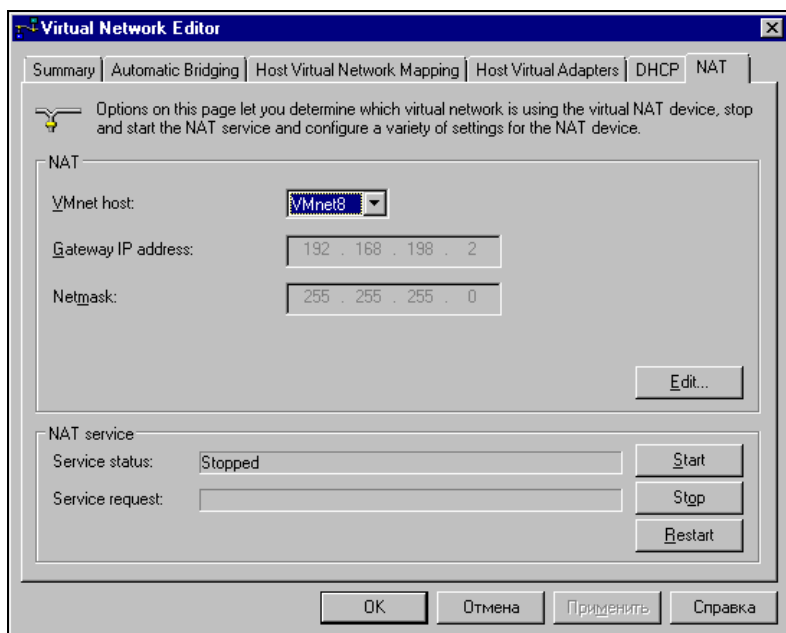 Virtual Network Editor
Summary Automatic Bridging Host Virtual Network Mapping Host Virtual Adapters DHCP NAT
Options on this page let you determine which virtual network is using the virtual NAT device, stop
and start the NAT service and configure a variety of settings for the NAT device.
NAT
VMnet host: VMnet8
Gateway IP address: 192 . 168 . 198 . 2
Netmask: 255 . 255 . 255 . 0
Edit...
NAT service
Service status: Stopped Start
Service request: Stop
Restart
OK Отмена Применить Справка